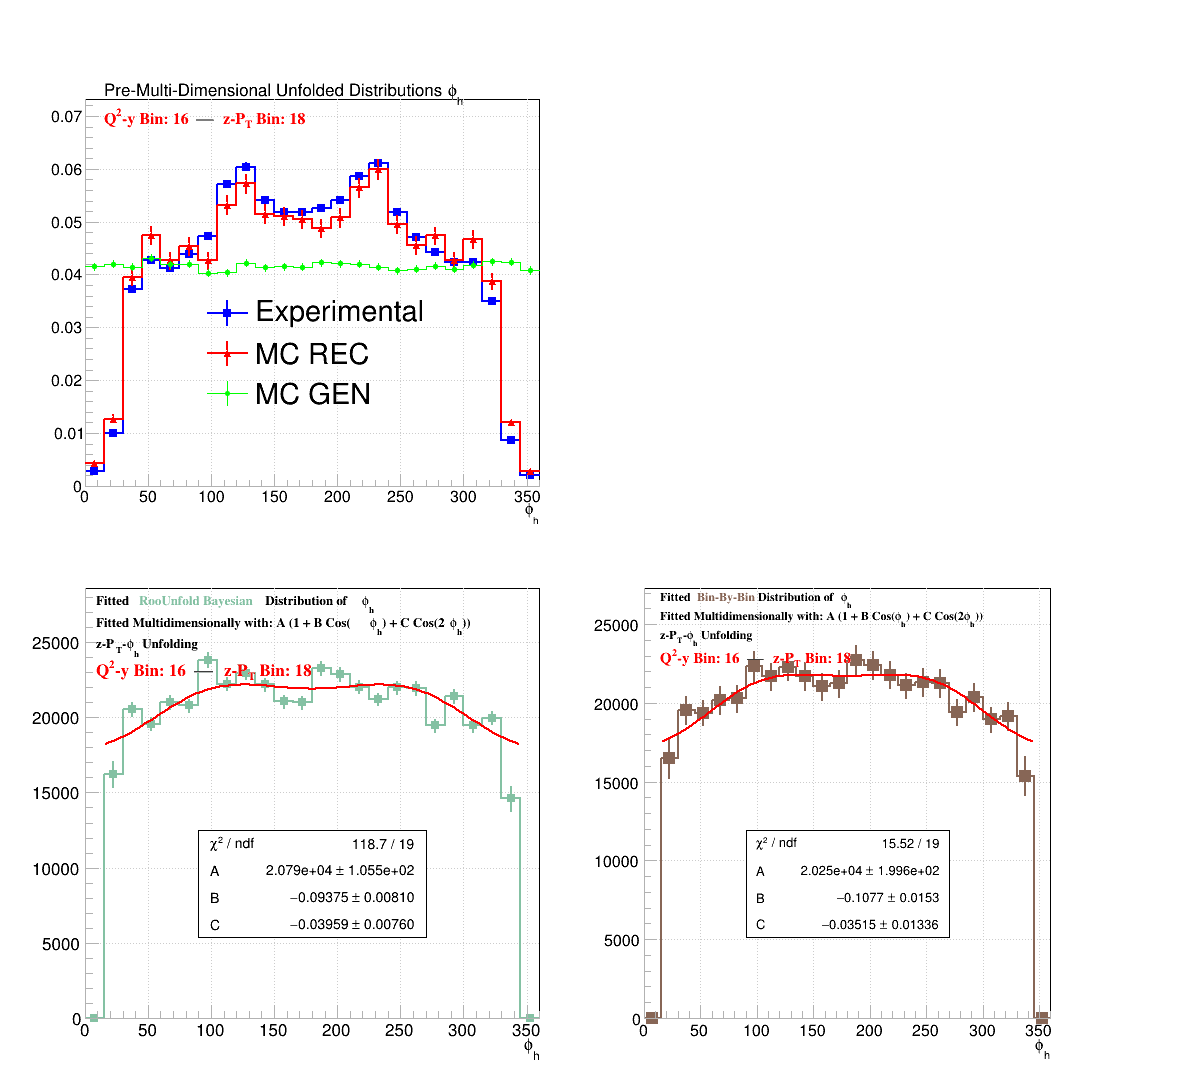 Pre-Multi-Dimensional Unfolded Distributions ϕh
Q2-y Bin: 16 — z-PT Bin: 18
0.07
0.06
0.05
0.04
0.03
0.02
0.01
0
Experimental
MC REC
MC GEN
0 50 100 150 200 250 300 350
ϕh
Fitted RooUnfold Bayesian Distribution of ϕh
Fitted Multidimensionally with: A (1 + B Cos( ϕh) + C Cos(2 ϕh))
z-PT-ϕh Unfolding
Q2-y Bin: 16 — z-PT Bin: 18
25000
20000
15000
10000
5000
0
χ2 / ndf 118.7 / 19
A 2.079e+04 ± 1.055e+02
B −0.09375 ± 0.00810
C −0.03959 ± 0.00760
0 50 100 150 200 250 300 350
ϕh
Fitted Bin-By-Bin Distribution of ϕh
Fitted Multidimensionally with: A (1 + B Cos(ϕh) + C Cos(2ϕh))
z-PT-ϕh Unfolding
Q2-y Bin: 16 — z-PT Bin: 18
25000
20000
15000
10000
5000
0
χ2 / ndf 15.52 / 19
A 2.025e+04 ± 1.996e+02
B −0.1077 ± 0.0153
C −0.03515 ± 0.01336
0 50 100 150 200 250 300 350
ϕh